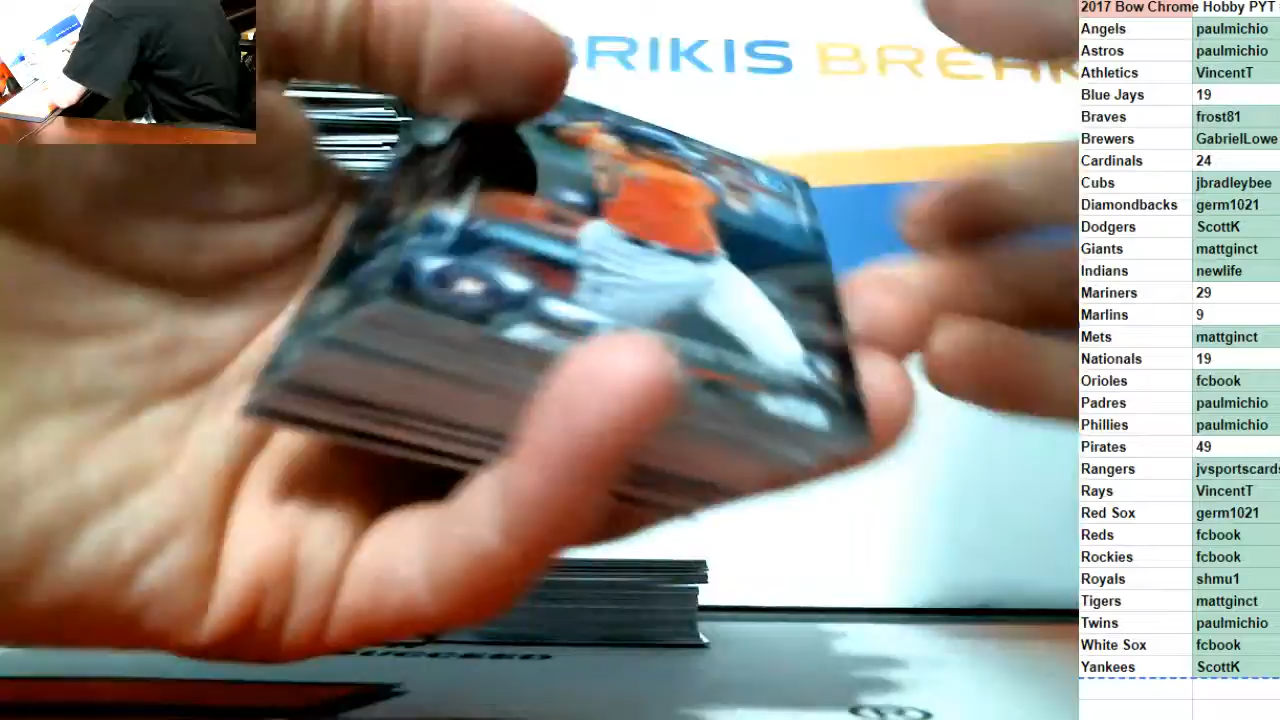 BRIKIS BREAK
2017 Bow Chrome Hobby PYT
Angels paulmichio
Astros paulmichio
Athletics VincentT
Blue Jays 19
Braves frost81
Brewers GabrielLowe
Cardinals 24
Cubs jbradleybee
Diamondbacks germ1021
Dodgers ScottK
Giants mattginct
Indians newlife
Mariners 29
Marlins 9
Mets mattginct
Nationals 19
Orioles fcbook
Padres paulmichio
Phillies paulmichio
Pirates 49
Rangers jvsportscards
Rays VincentT
Red Sox germ1021
Reds fcbook
Rockies fcbook
Royals shmu1
Tigers mattginct
Twins paulmichio
White Sox fcbook
Yankees ScottK